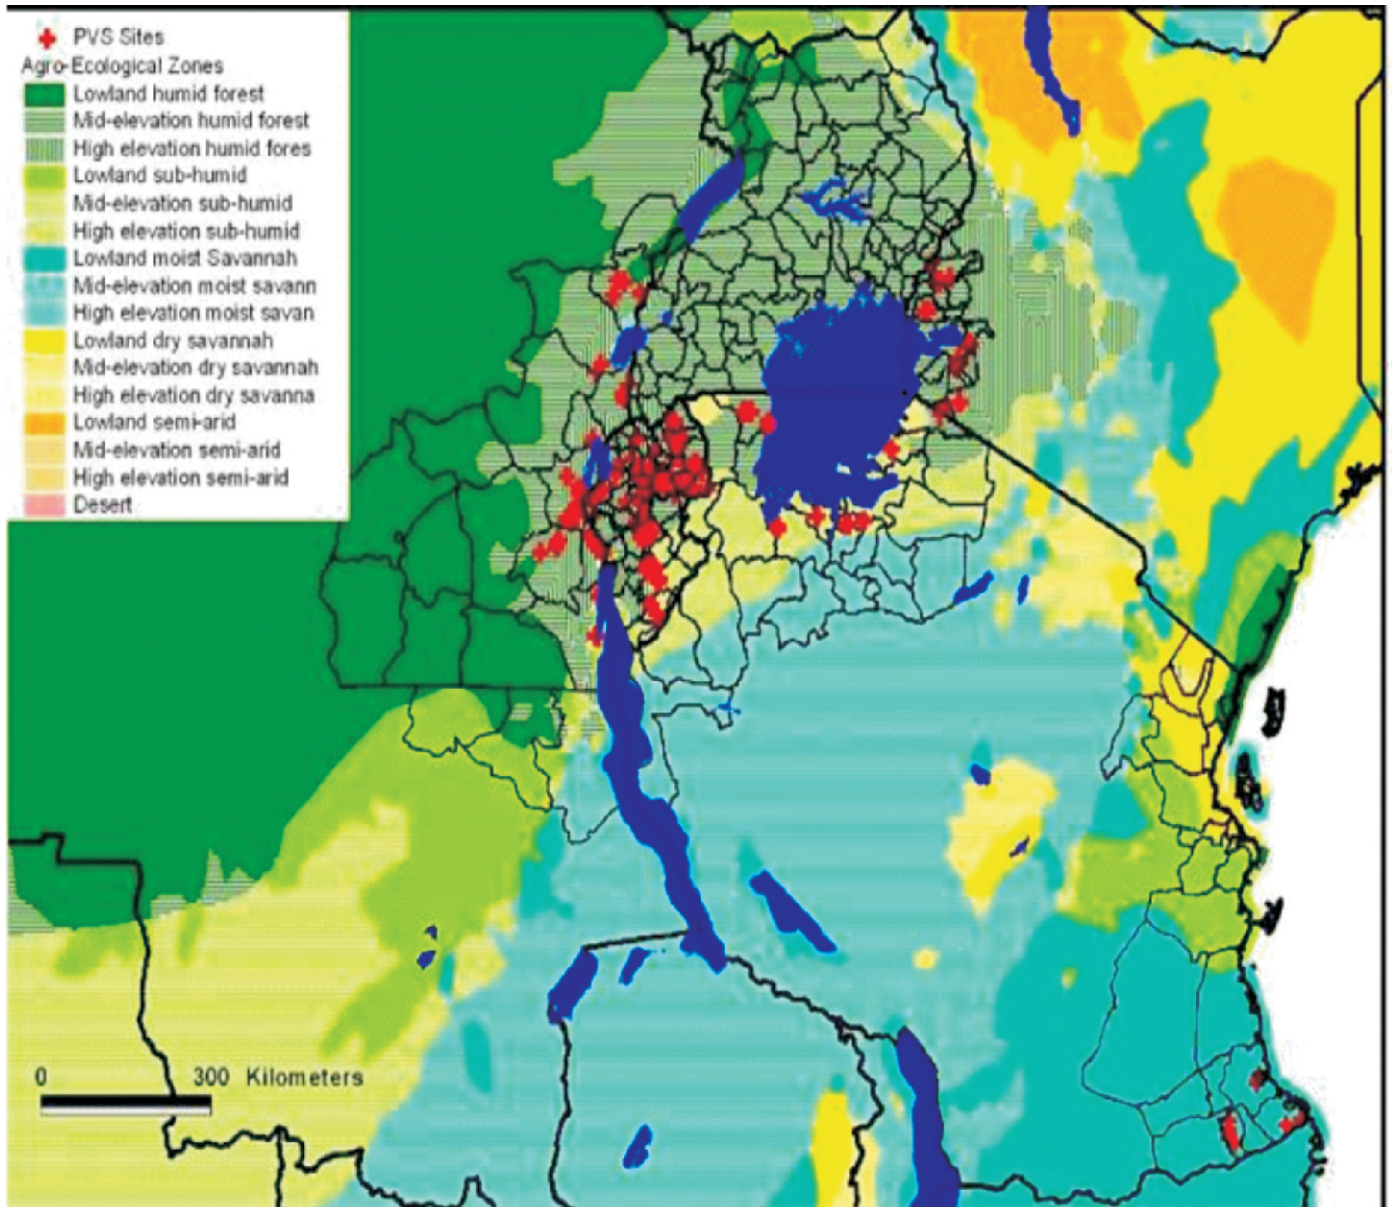 PVS Sites
Agro-Ecological Zones
Lowland humid forest
Mid-elevation humid forest
High elevation humid fores
Lowland sub-humid
Mid-elevation sub-humid
High elevation sub-humid
Lowland moist Savannah
Mid-elevation moist savann
High elevation moist savan
Lowland dry savannah
Mid-elevation dry savannah
High elevation dry savanna
Lowland semi-arid
Mid-elevation semi-arid
High elevation semi-arid
Desert
0 300 Kilometers